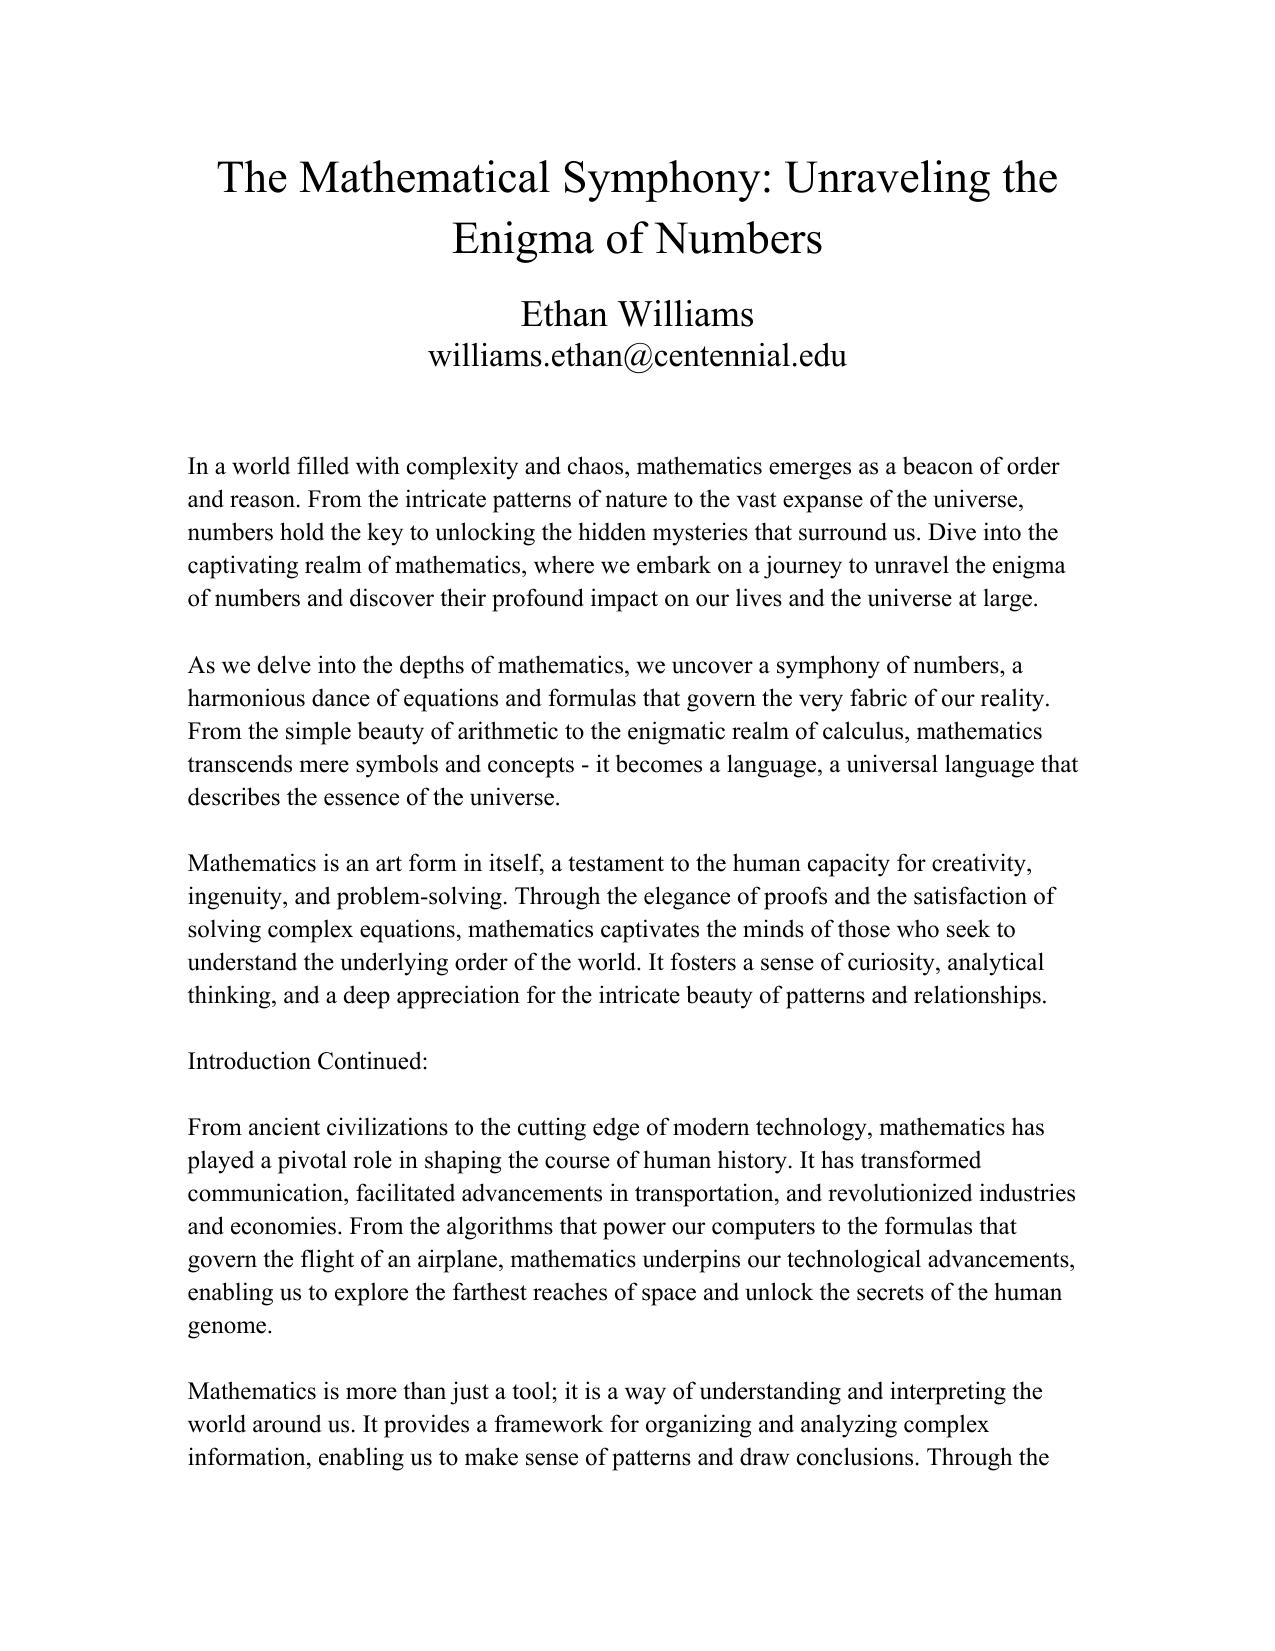 The Mathematical Symphony: Unraveling the
Enigma of Numbers
Ethan Williams
williams.ethan@centennial.edu
In a world filled with complexity and chaos, mathematics emerges as a beacon of order
and reason. From the intricate patterns of nature to the vast expanse of the universe,
numbers hold the key to unlocking the hidden mysteries that surround us. Dive into the
captivating realm of mathematics, where we embark on a journey to unravel the enigma
of numbers and discover their profound impact on our lives and the universe at large.
As we delve into the depths of mathematics, we uncover a symphony of numbers, a
harmonious dance of equations and formulas that govern the very fabric of our reality.
From the simple beauty of arithmetic to the enigmatic realm of calculus, mathematics
transcends mere symbols and concepts - it becomes a language, a universal language that
describes the essence of the universe.
Mathematics is an art form in itself, a testament to the human capacity for creativity,
ingenuity, and problem-solving. Through the elegance of proofs and the satisfaction of
solving complex equations, mathematics captivates the minds of those who seek to
understand the underlying order of the world. It fosters a sense of curiosity, analytical
thinking, and a deep appreciation for the intricate beauty of patterns and relationships.
Introduction Continued:
From ancient civilizations to the cutting edge of modern technology, mathematics has
played a pivotal role in shaping the course of human history. It has transformed
communication, facilitated advancements in transportation, and revolutionized industries
and economies. From the algorithms that power our computers to the formulas that
govern the flight of an airplane, mathematics underpins our technological advancements,
enabling us to explore the farthest reaches of space and unlock the secrets of the human
genome.
Mathematics is more than just a tool; it is a way of understanding and interpreting the
world around us. It provides a framework for organizing and analyzing complex
information, enabling us to make sense of patterns and draw conclusions. Through the